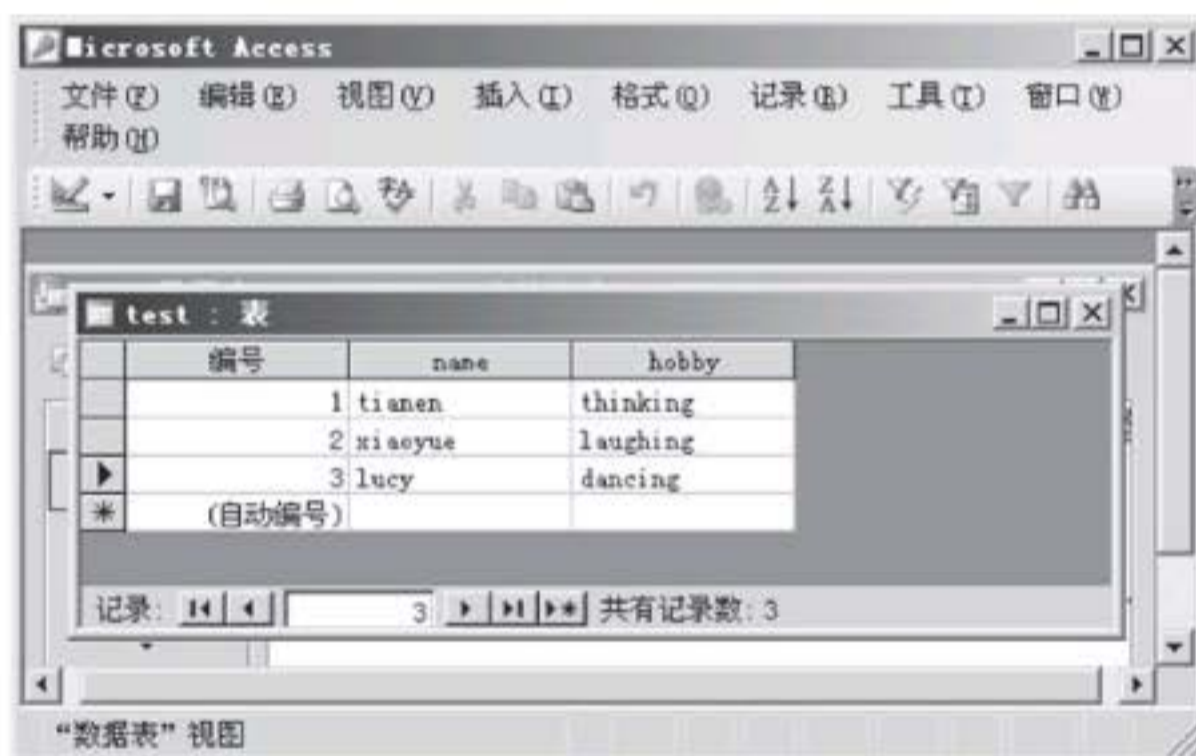 Microsoft Access
文件(F) 编辑(E) 视图(V) 插入(I) 格式(O) 记录(R) 工具(T) 窗口(W)
帮助(H)
test : 表
编号 name hobby
1 tianen thinking
2 xiaoyue laughing
3 lucy dancing
(自动编号)
记录: 3 共有记录数: 3
“数据表” 视图